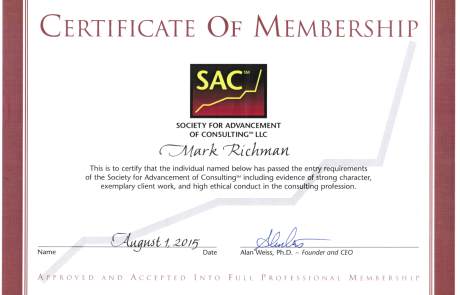 CERTIFICATE OF MEMBERSHIP
SAC℠
SOCIETY FOR ADVANCEMENT
OF CONSULTING℠ LLC
Mark Richman
This is to certify that the individual named below has passed the entry requirements
of the Society for Advancement of Consulting℠ including evidence of strong character,
exemplary client work, and high ethical conduct in the consulting profession.
August 1, 2015
Name Date Alan Weiss, Ph.D. ~ Founder and CEO
APPROVED AND ACCEPTED INTO FULL PROFESSIONAL MEMBERSHIP